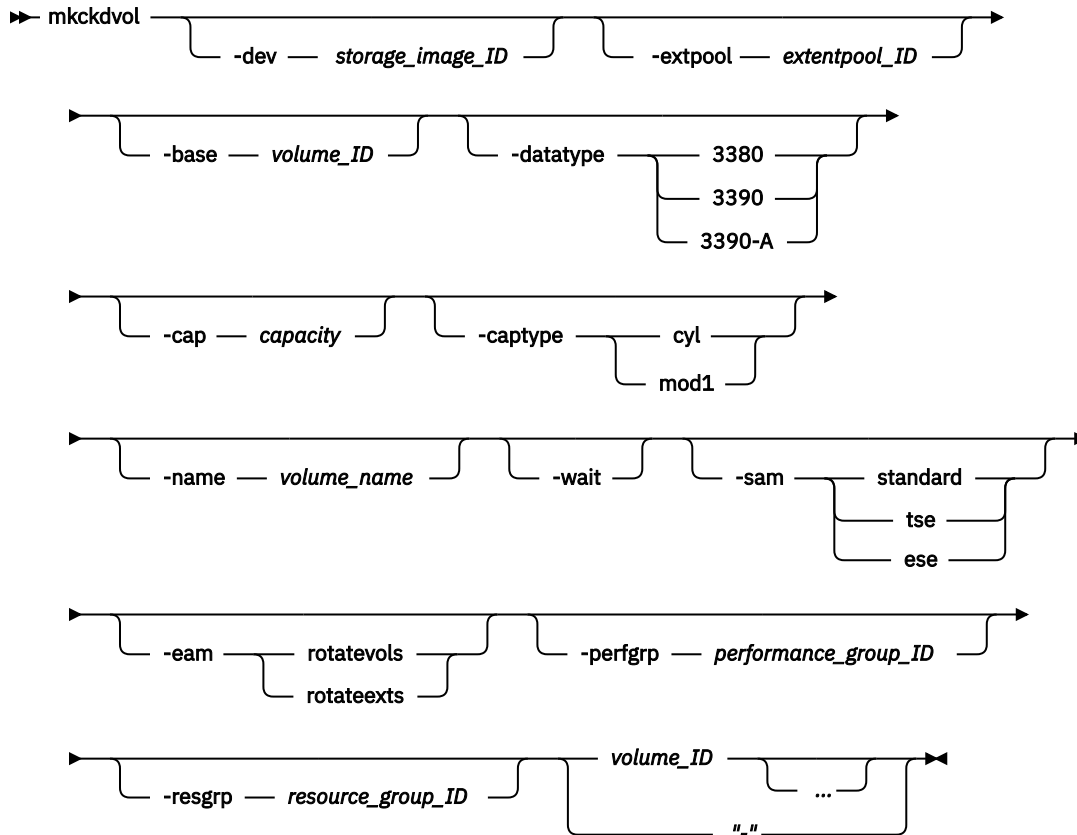 mkckdvol
-dev storage_image_ID -extpool extentpool_ID
-base volume_ID -datatype 3380
3390
3390-A
-cap capacity -captype cyl
mod1
-name volume_name -wait -sam standard
tse
ese
-eam rotatevols -perfgrp performance_group_ID
rotateexts
volume_ID
-resgrp resource_group_ID ...
"-"